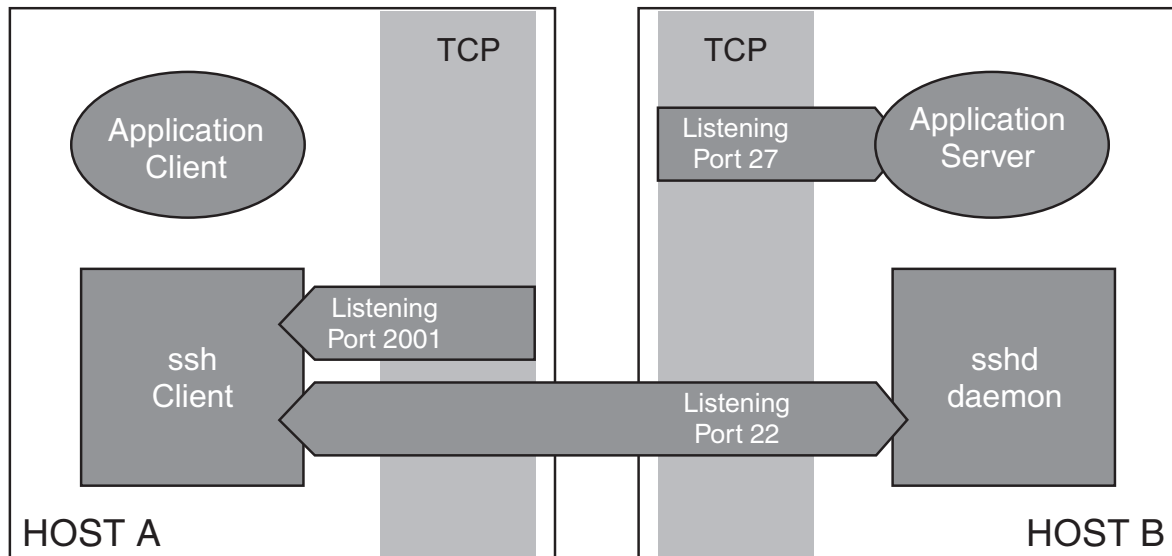 TCP
TCP
Application
Client
Listening
Port 27
Application
Server
Listening
Port 2001
ssh
Client
Listening
Port 22
sshd
daemon
HOST A
HOST B